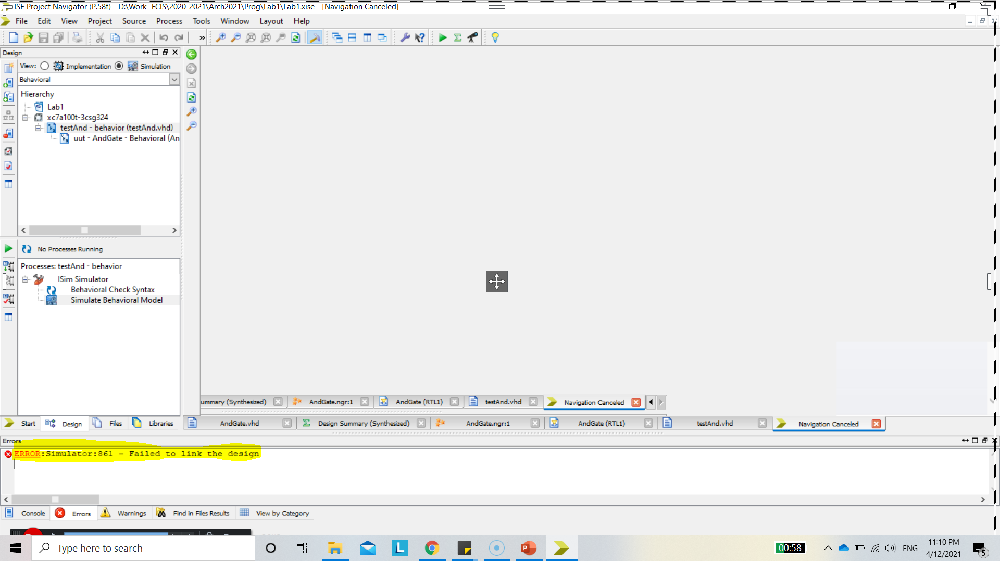 ISE Project Navigator (P.58f) - D:\Work -FCIS\2020_2021\Arch2021\Prog\Lab1\Lab1.xise - [Navigation Canceled]
File Edit View Project Source Process Tools Window Layout Help
Design
View: Implementation Simulation
Behavioral
Hierarchy
Lab1
xc7a100t-3csg324
testAnd - behavior (testAnd.vhd)
uut - AndGate - Behavioral (An
No Processes Running
Processes: testAnd - behavior
ISim Simulator
Behavioral Check Syntax
Simulate Behavioral Model
ummary (Synthesized) AndGate.ngr:1 AndGate (RTL1) testAnd.vhd Navigation Canceled
Start Design Files Libraries AndGate.vhd Design Summary (Synthesized) AndGate.ngr:1 AndGate (RTL1) testAnd.vhd Navigation Canceled
Errors
ERROR:Simulator:861 - Failed to link the design
Console Errors Warnings Find in Files Results View by Category
Type here to search
00:58
ENG
11:10 PM
4/12/2021
5